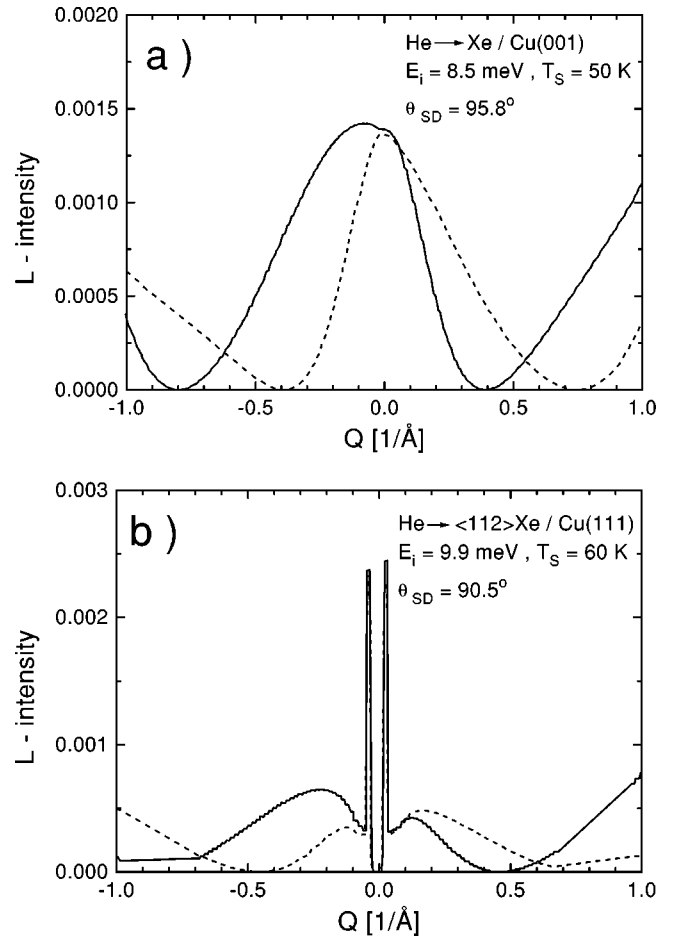 0.0020
a )
He→Xe / Cu(001)
E_i = 8.5 meV , T_S = 50 K
θ_SD = 95.8°
0.0015
0.0010
0.0005
0.0000
L - intensity
-1.0 -0.5 0.0 0.5 1.0
Q [1/Å]
0.003
b )
He→ <112>Xe / Cu(111)
E_i = 9.9 meV , T_S = 60 K
θ_SD = 90.5°
0.002
0.001
0.000
L - intensity
-1.0 -0.5 0.0 0.5 1.0
Q [1/Å]